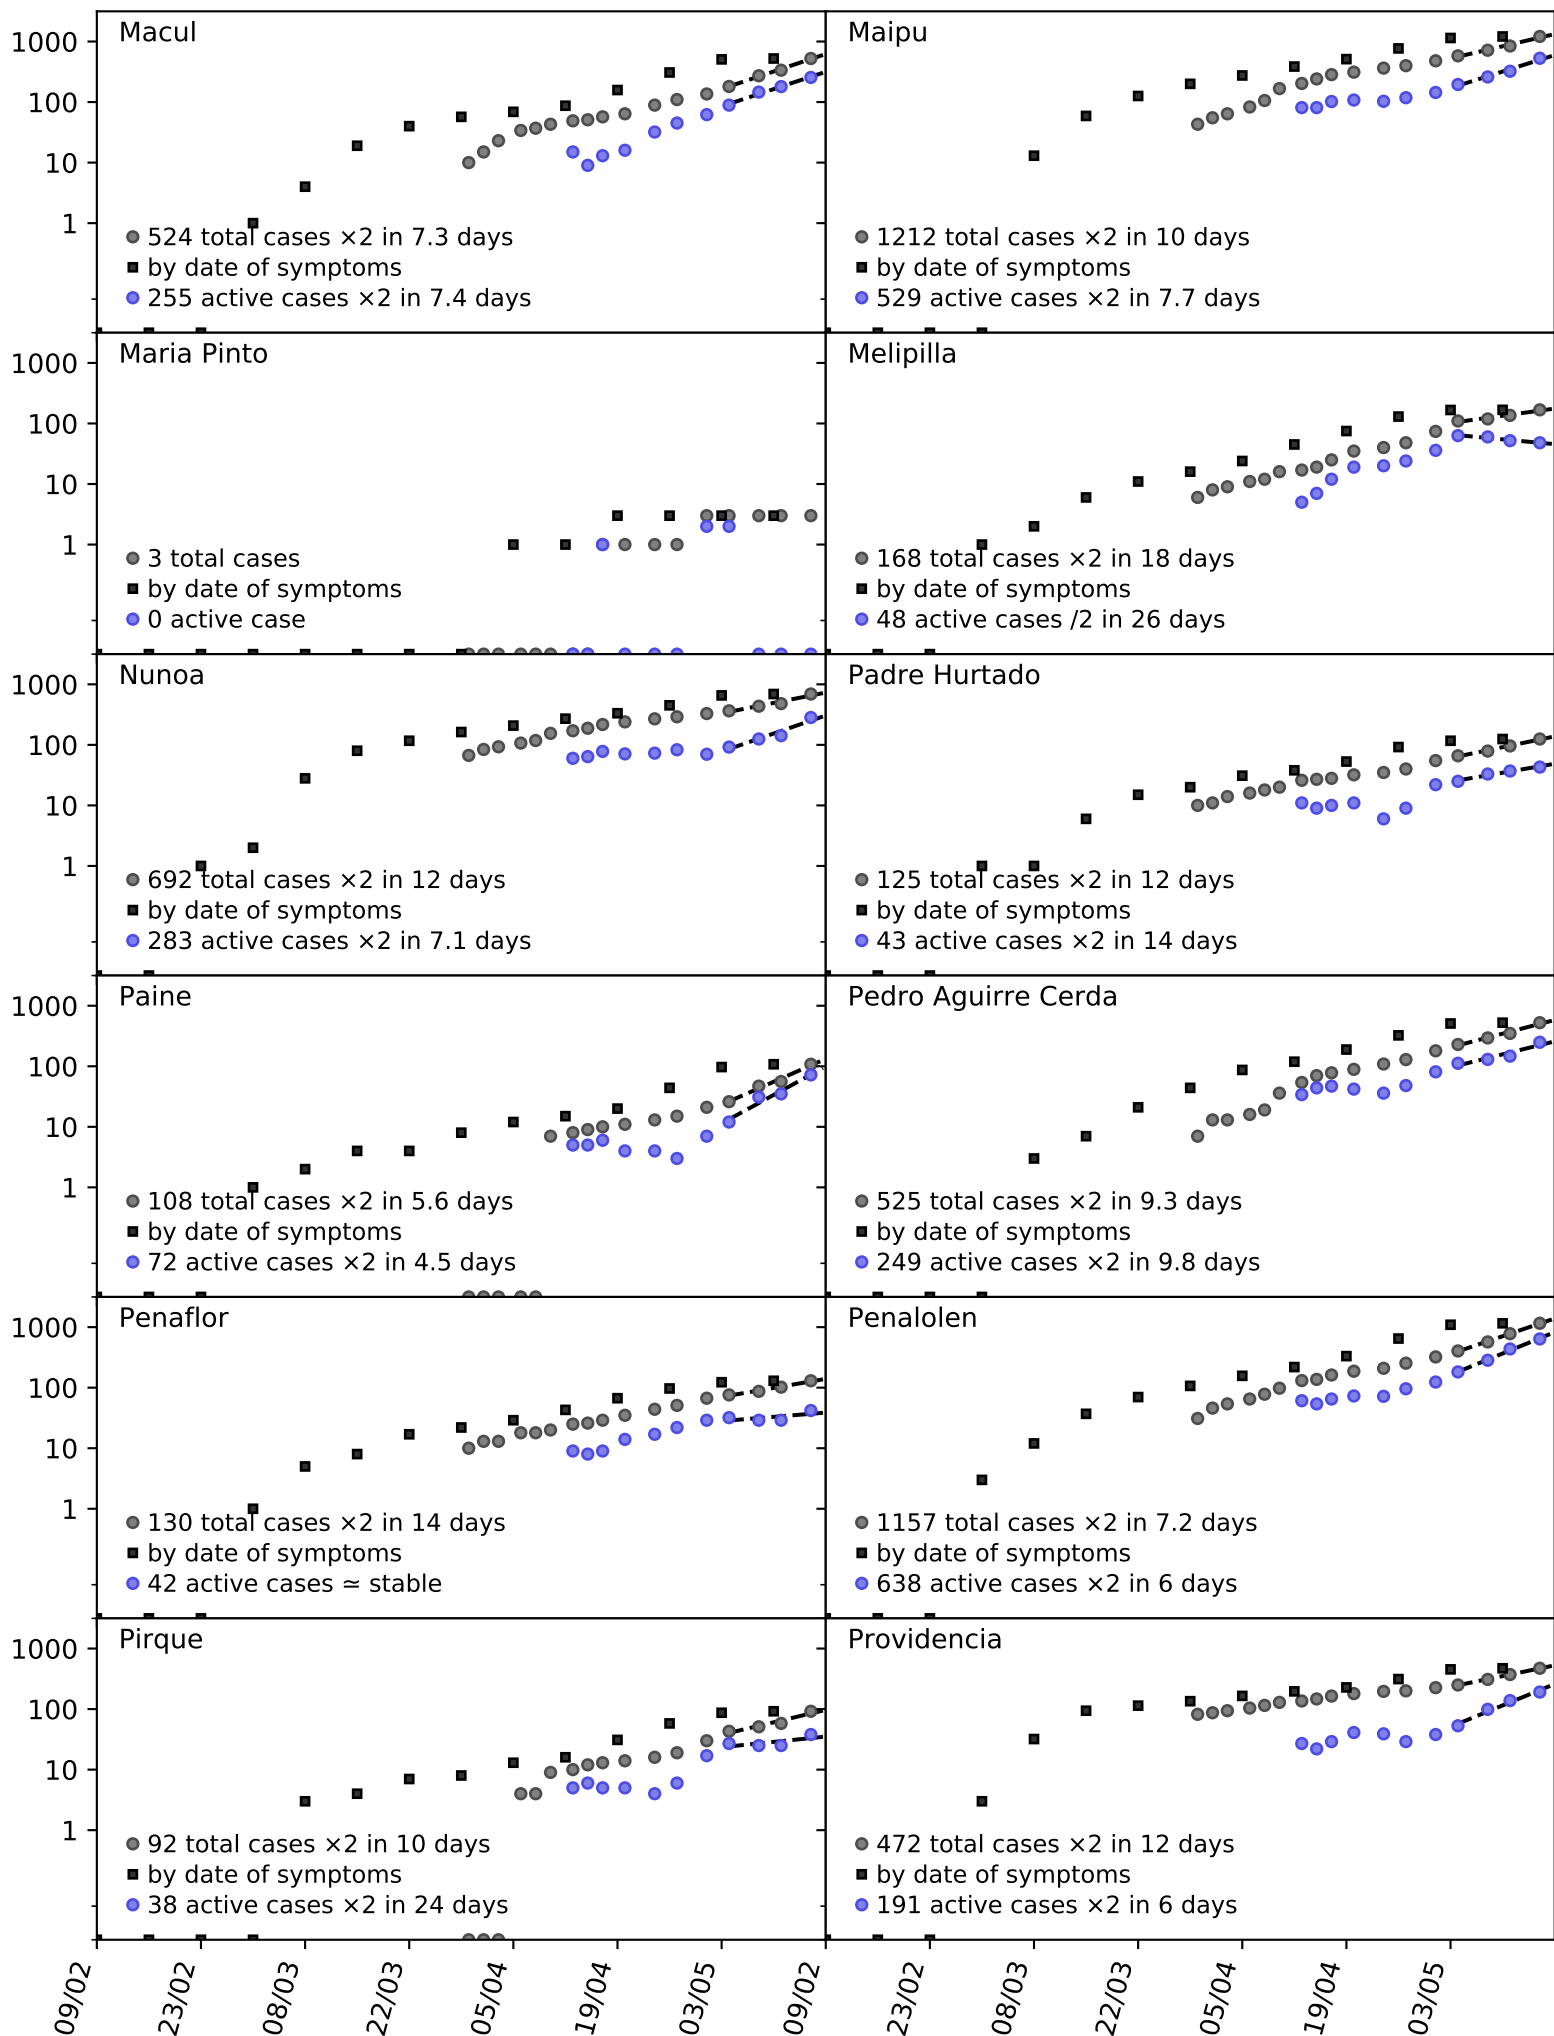 Macul
1000
100
10
1
524 total cases ×2 in 7.3 days
by date of symptoms
255 active cases ×2 in 7.4 days
Maipu
1212 total cases ×2 in 10 days
by date of symptoms
529 active cases ×2 in 7.7 days
Maria Pinto
1000
100
10
1
3 total cases
by date of symptoms
0 active case
Melipilla
168 total cases ×2 in 18 days
by date of symptoms
48 active cases /2 in 26 days
Nunoa
1000
100
10
1
692 total cases ×2 in 12 days
by date of symptoms
283 active cases ×2 in 7.1 days
Padre Hurtado
125 total cases ×2 in 12 days
by date of symptoms
43 active cases ×2 in 14 days
Paine
1000
100
10
1
108 total cases ×2 in 5.6 days
by date of symptoms
72 active cases ×2 in 4.5 days
Pedro Aguirre Cerda
525 total cases ×2 in 9.3 days
by date of symptoms
249 active cases ×2 in 9.8 days
Penaflor
1000
100
10
1
130 total cases ×2 in 14 days
by date of symptoms
42 active cases ≃ stable
Penalolen
1157 total cases ×2 in 7.2 days
by date of symptoms
638 active cases ×2 in 6 days
Pirque
1000
100
10
1
92 total cases ×2 in 10 days
by date of symptoms
38 active cases ×2 in 24 days
Providencia
472 total cases ×2 in 12 days
by date of symptoms
191 active cases ×2 in 6 days
09/02
23/02
08/03
22/03
05/04
19/04
03/05
09/02
23/02
08/03
22/03
05/04
19/04
03/05